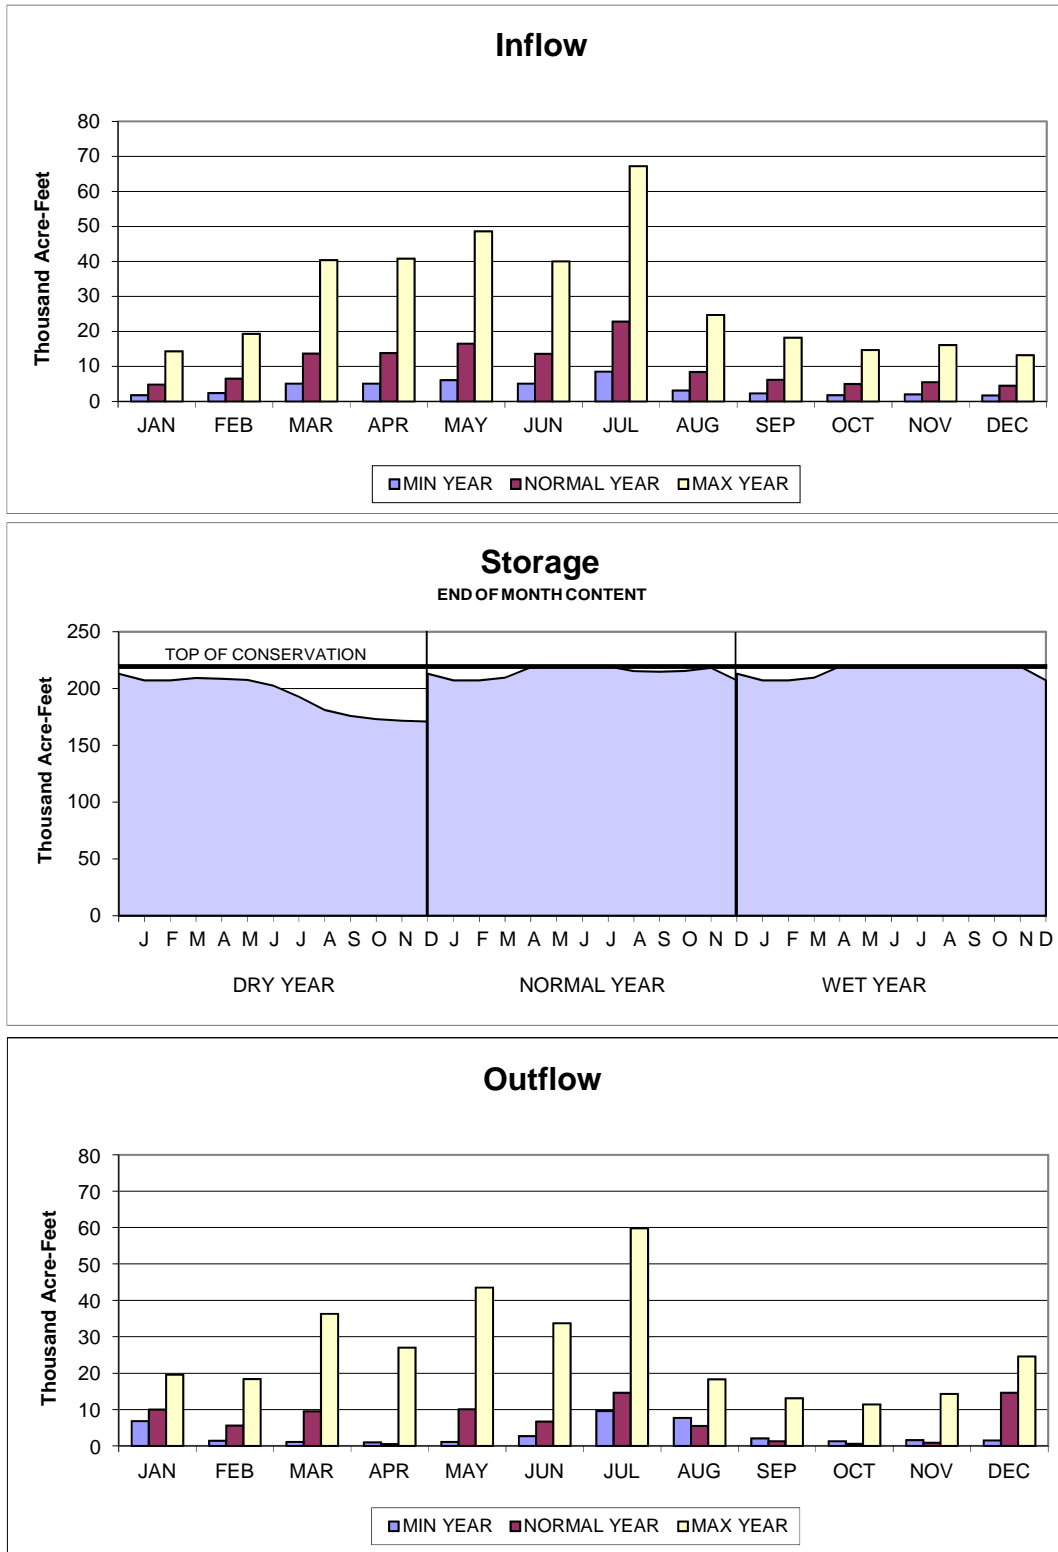 Inflow
Thousand Acre-Feet
80
70
60
50
40
30
20
10
0
JAN FEB MAR APR MAY JUN JUL AUG SEP OCT NOV DEC
MIN YEAR NORMAL YEAR MAX YEAR
Storage
END OF MONTH CONTENT
Thousand Acre-Feet
250
200
150
100
50
0
TOP OF CONSERVATION
J F M A M J J A S O N D J F M A M J J A S O N D J F M A M J J A S O N D
DRY YEAR NORMAL YEAR WET YEAR
Outflow
Thousand Acre-Feet
80
70
60
50
40
30
20
10
0
JAN FEB MAR APR MAY JUN JUL AUG SEP OCT NOV DEC
MIN YEAR NORMAL YEAR MAX YEAR